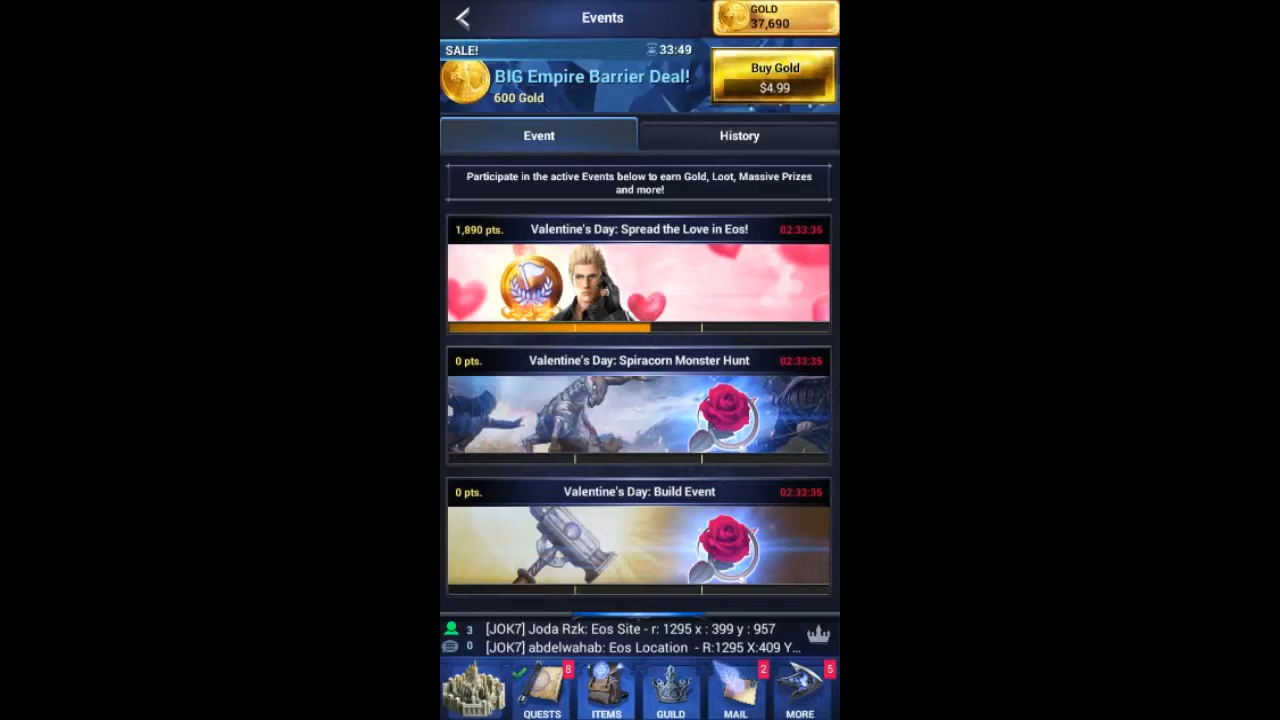 Events
GOLD
37,690
SALE!
33:49
BIG Empire Barrier Deal!
600 Gold
Buy Gold
$4.99
Event
History
Participate in the active Events below to earn Gold, Loot, Massive Prizes
and more!
1,890 pts.
Valentine's Day: Spread the Love in Eos!
02:33:35
0 pts.
Valentine's Day: Spiracorn Monster Hunt
02:33:35
0 pts.
Valentine's Day: Build Event
02:33:35
3
[JOK7] Joda Rzk: Eos Site - r: 1295 x : 399 y : 957
0
[JOK7] abdelwahab: Eos Location - R:1295 X:409 Y...
8
2
5
QUESTS
ITEMS
GUILD
MAIL
MORE